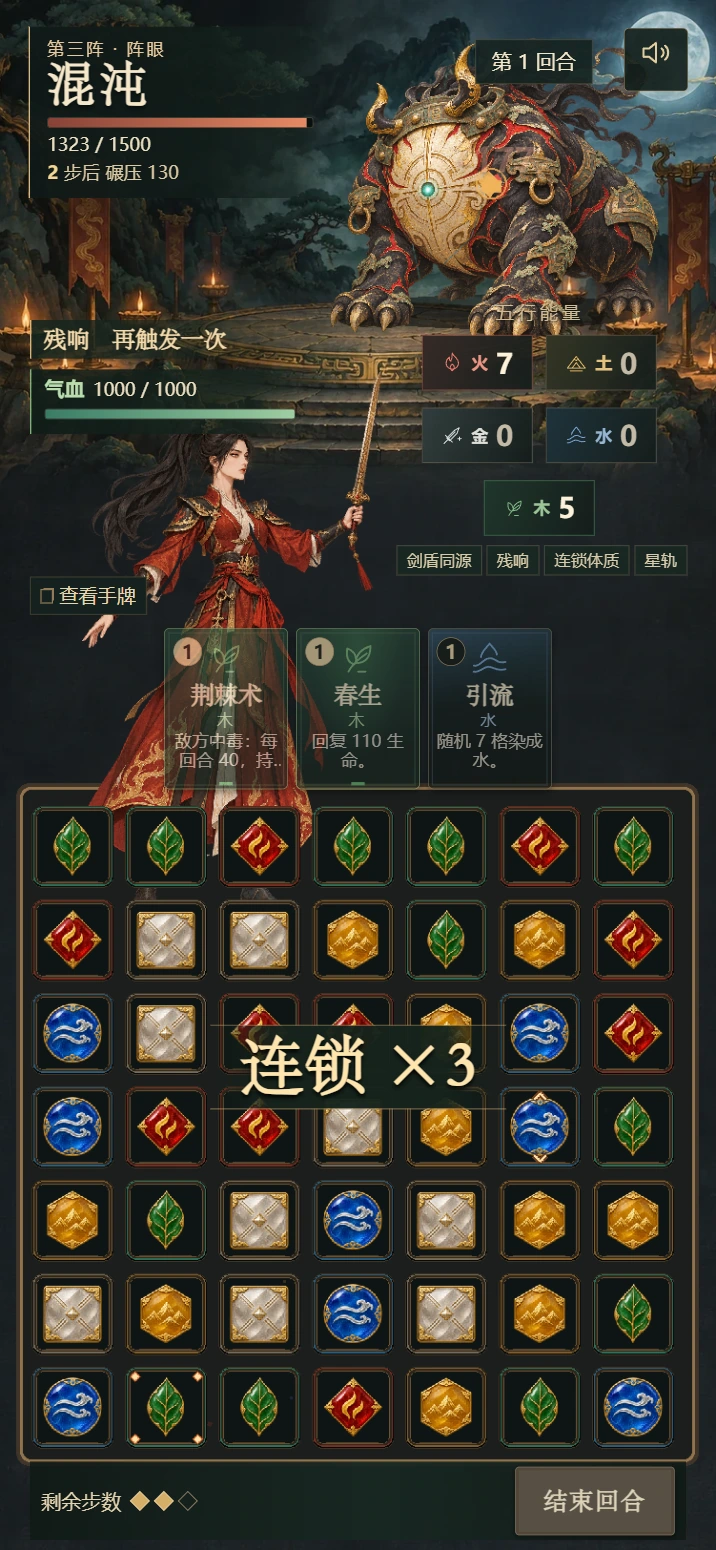 第三阵 · 阵眼
混沌
第 1 回合
1323 / 1500
2 步后 碾压 130
五行能量
残响 再触发一次
火 7
土 0
气血 1000 / 1000
金 0
水 0
木 5
剑盾同源 残响 连锁体质 星轨
查看手牌
1
荆棘术
木
敌方中毒：每
回合 40，持..
1
春生
木
回复 110 生
命。
1
引流
水
随机 7 格染成
水。
连锁 ×3
剩余步数
结束回合